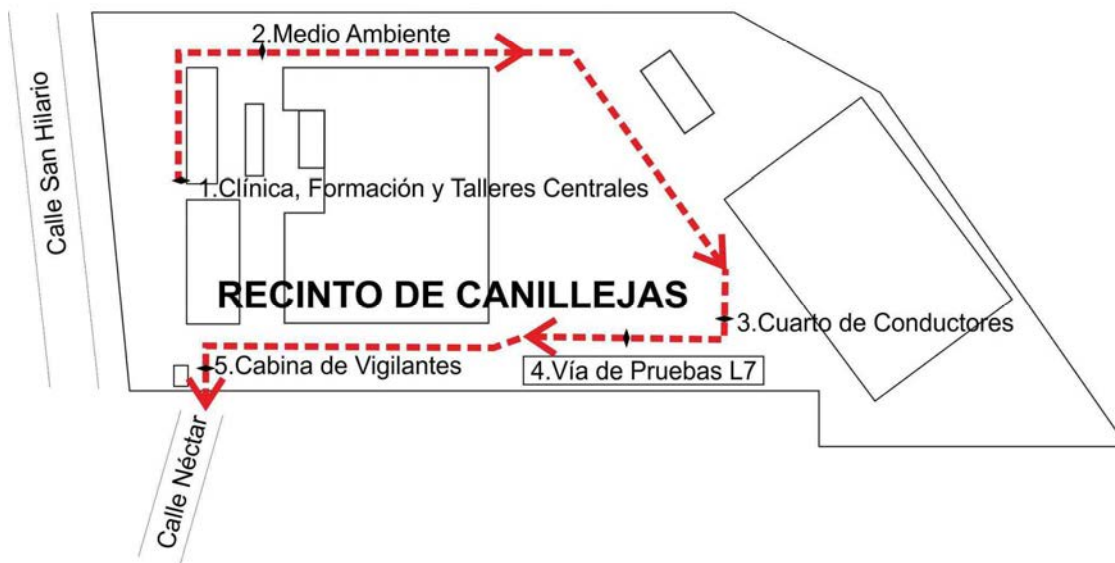 2.Medio Ambiente
Calle San Hilario
1.Clínica, Formación y Talleres Centrales
RECINTO DE CANILLEJAS
3.Cuarto de Conductores
5.Cabina de Vigilantes
4.Vía de Pruebas L7
Calle Néctar